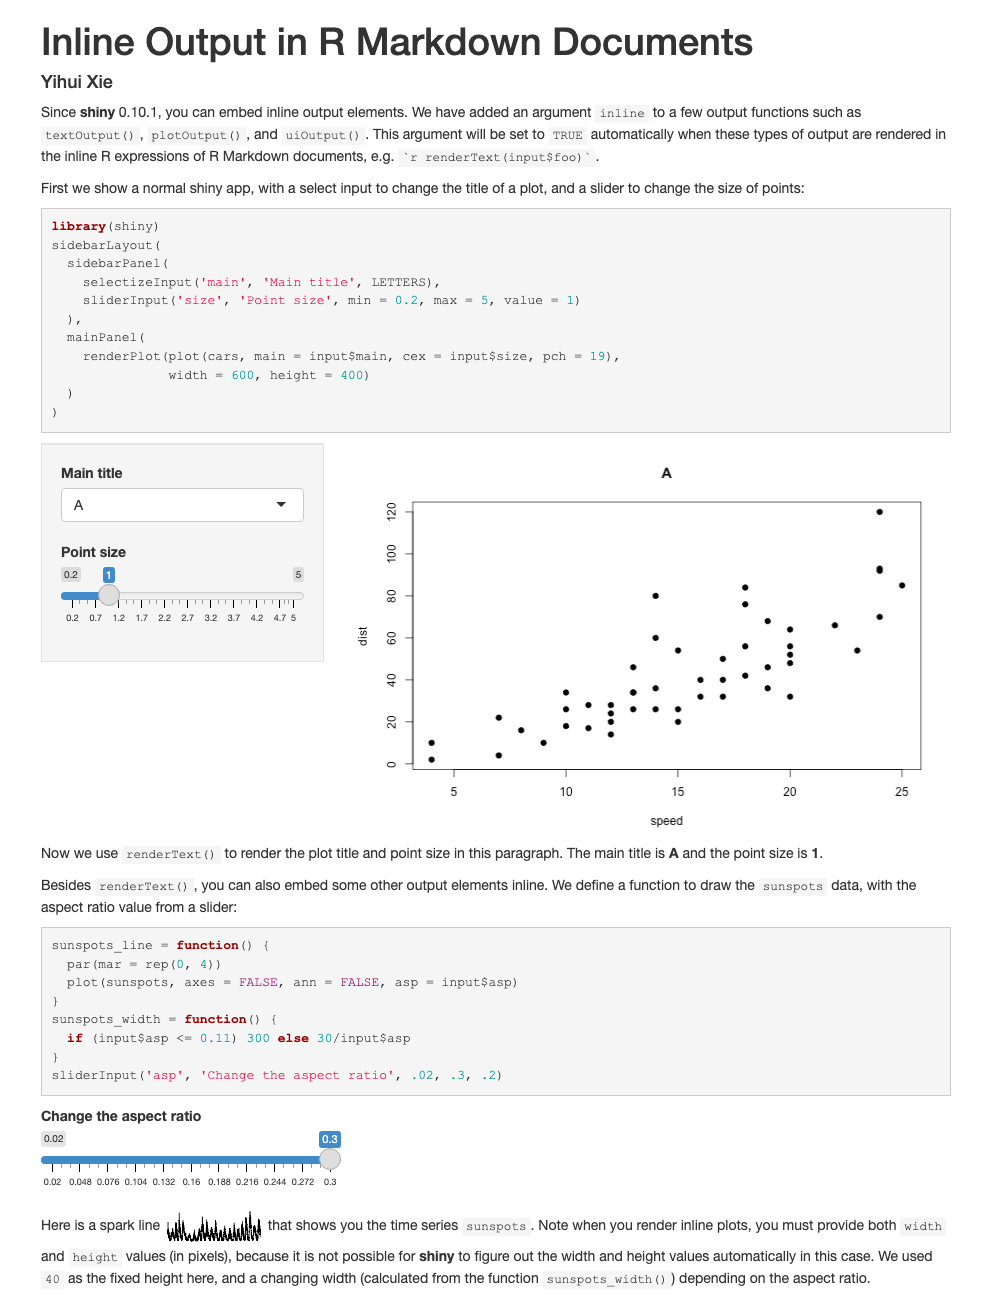 Inline Output in R Markdown Documents
Yihui Xie
Since shiny 0.10.1, you can embed inline output elements. We have added an argument inline to a few output functions such as
textOutput() , plotOutput() , and uiOutput() . This argument will be set to TRUE automatically when these types of output are rendered in
the inline R expressions of R Markdown documents, e.g. `r renderText(input$foo)` .
First we show a normal shiny app, with a select input to change the title of a plot, and a slider to change the size of points:
library(shiny)
sidebarLayout(
  sidebarPanel(
    selectizeInput('main', 'Main title', LETTERS),
    sliderInput('size', 'Point size', min = 0.2, max = 5, value = 1)
  ),
  mainPanel(
    renderPlot(plot(cars, main = input$main, cex = input$size, pch = 19),
               width = 600, height = 400)
  )
)
Main title
A
Point size
0.2 1 5
0.2 0.7 1.2 1.7 2.2 2.7 3.2 3.7 4.2 4.7 5
A
dist
120
100
80
60
40
20
0
5 10 15 20 25
speed
Now we use renderText() to render the plot title and point size in this paragraph. The main title is A and the point size is 1.
Besides renderText() , you can also embed some other output elements inline. We define a function to draw the sunspots data, with the
aspect ratio value from a slider:
sunspots_line = function() {
  par(mar = rep(0, 4))
  plot(sunspots, axes = FALSE, ann = FALSE, asp = input$asp)
}
sunspots_width = function() {
  if (input$asp <= 0.11) 300 else 30/input$asp
}
sliderInput('asp', 'Change the aspect ratio', .02, .3, .2)
Change the aspect ratio
0.02 0.3
0.02 0.048 0.076 0.104 0.132 0.16 0.188 0.216 0.244 0.272 0.3
Here is a spark line that shows you the time series sunspots . Note when you render inline plots, you must provide both width
and height values (in pixels), because it is not possible for shiny to figure out the width and height values automatically in this case. We used
40 as the fixed height here, and a changing width (calculated from the function sunspots_width() ) depending on the aspect ratio.